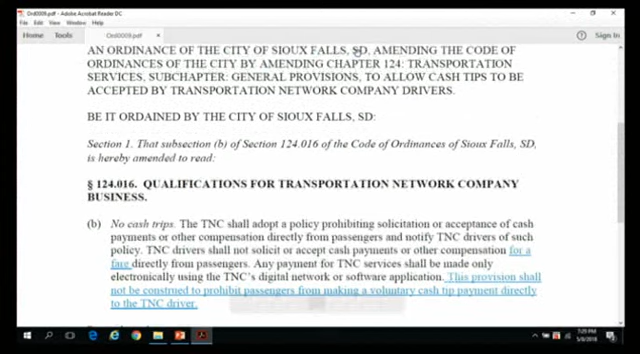 Ord0009.pdf - Adobe Acrobat Reader DC
File Edit View Window Help
Home Tools Ord0009.pdf × Sign In
AN ORDINANCE OF THE CITY OF SIOUX FALLS, SD, AMENDING THE CODE OF
ORDINANCES OF THE CITY BY AMENDING CHAPTER 124: TRANSPORTATION
SERVICES, SUBCHAPTER: GENERAL PROVISIONS, TO ALLOW CASH TIPS TO BE
ACCEPTED BY TRANSPORTATION NETWORK COMPANY DRIVERS.
BE IT ORDAINED BY THE CITY OF SIOUX FALLS, SD:
Section 1. That subsection (b) of Section 124.016 of the Code of Ordinances of Sioux Falls, SD,
is hereby amended to read:
§ 124.016. QUALIFICATIONS FOR TRANSPORTATION NETWORK COMPANY
BUSINESS.
(b) No cash trips. The TNC shall adopt a policy prohibiting solicitation or acceptance of cash
payments or other compensation directly from passengers and notify TNC drivers of such
policy. TNC drivers shall not solicit or accept cash payments or other compensation for a
fare directly from passengers. Any payment for TNC services shall be made only
electronically using the TNC's digital network or software application. This provision shall
not be construed to prohibit passengers from making a voluntary cash tip payment directly
to the TNC driver.
7:09 PM
5/8/2018